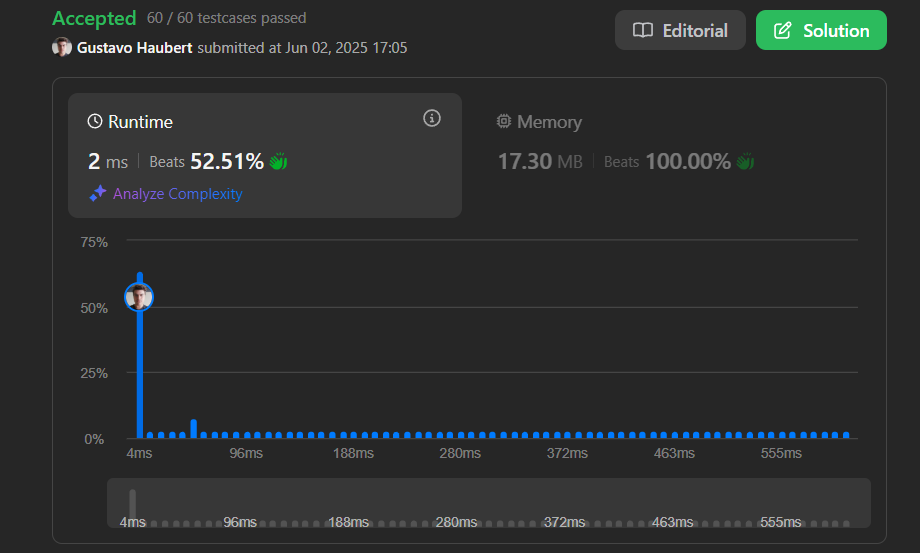 Accepted 60 / 60 testcases passed
Editorial
Solution
Gustavo Haubert submitted at Jun 02, 2025 17:05
Runtime
2 ms Beats 52.51%
Analyze Complexity
Memory
17.30 MB Beats 100.00%
75%
50%
25%
0%
4ms 96ms 188ms 280ms 372ms 463ms 555ms
4ms 96ms 188ms 280ms 372ms 463ms 555ms